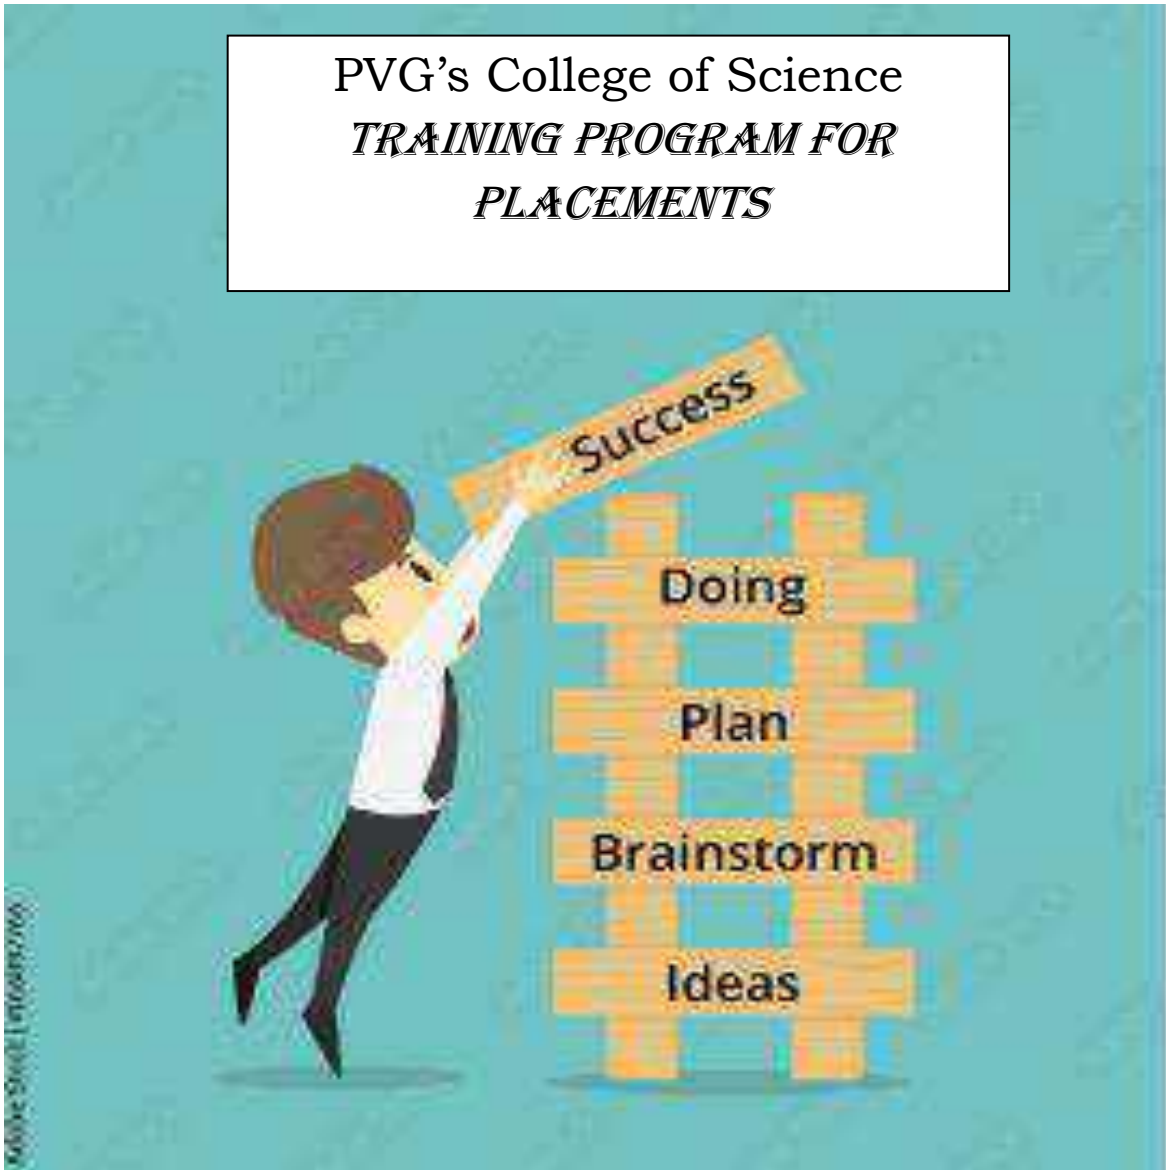 PVG’s College of Science
TRAINING PROGRAM FOR
PLACEMENTS
Success
Doing
Plan
Brainstorm
Ideas